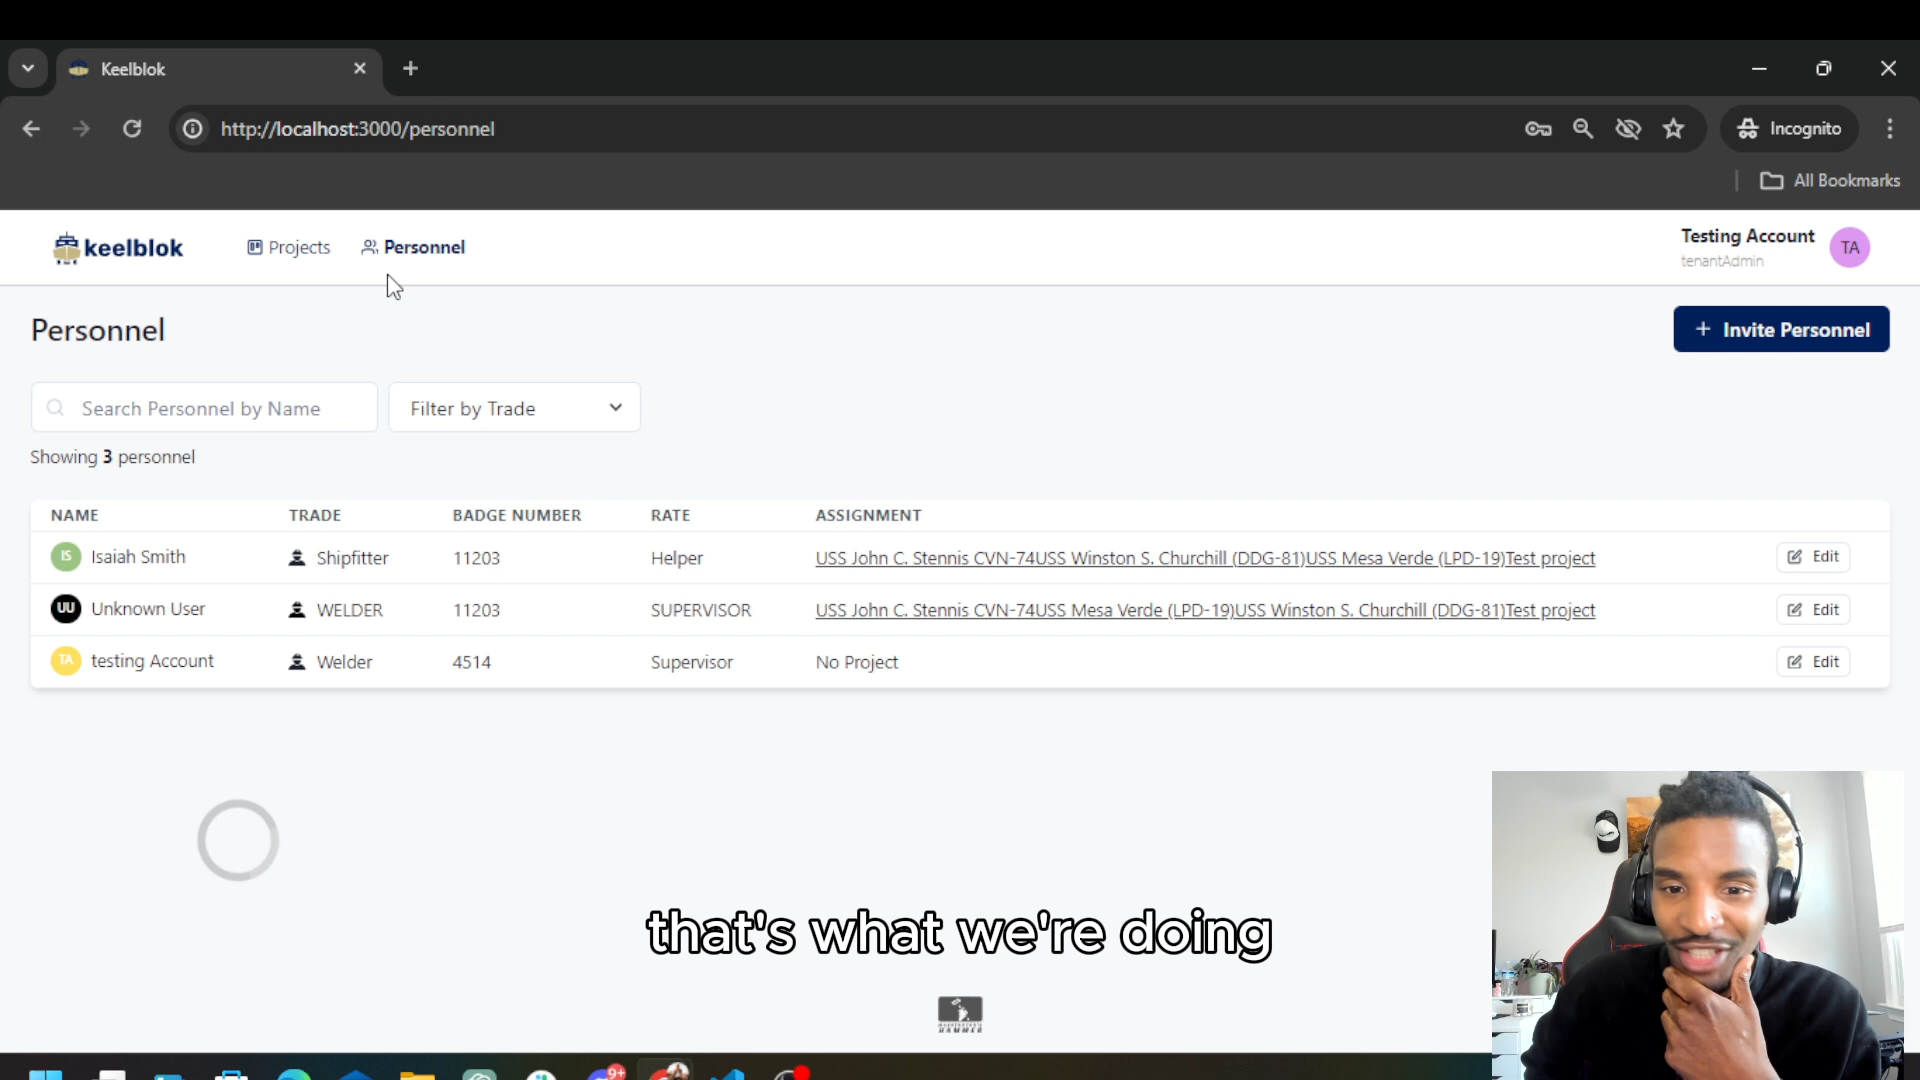 Keelblok
http://localhost:3000/personnel
Incognito
All Bookmarks
keelblok
Projects
Personnel
Testing Account
tenantAdmin
TA
Personnel
+ Invite Personnel
Search Personnel by Name
Filter by Trade
Showing 3 personnel
NAME TRADE BADGE NUMBER RATE ASSIGNMENT
IS Isaiah Smith Shipfitter 11203 Helper USS John C. Stennis CVN-74USS Winston S. Churchill (DDG-81)USS Mesa Verde (LPD-19)Test project Edit
UU Unknown User WELDER 11203 SUPERVISOR USS John C. Stennis CVN-74USS Mesa Verde (LPD-19)USS Winston S. Churchill (DDG-81)Test project Edit
TA testing Account Welder 4514 Supervisor No Project Edit
that's what we're doing
HAMMER
9+